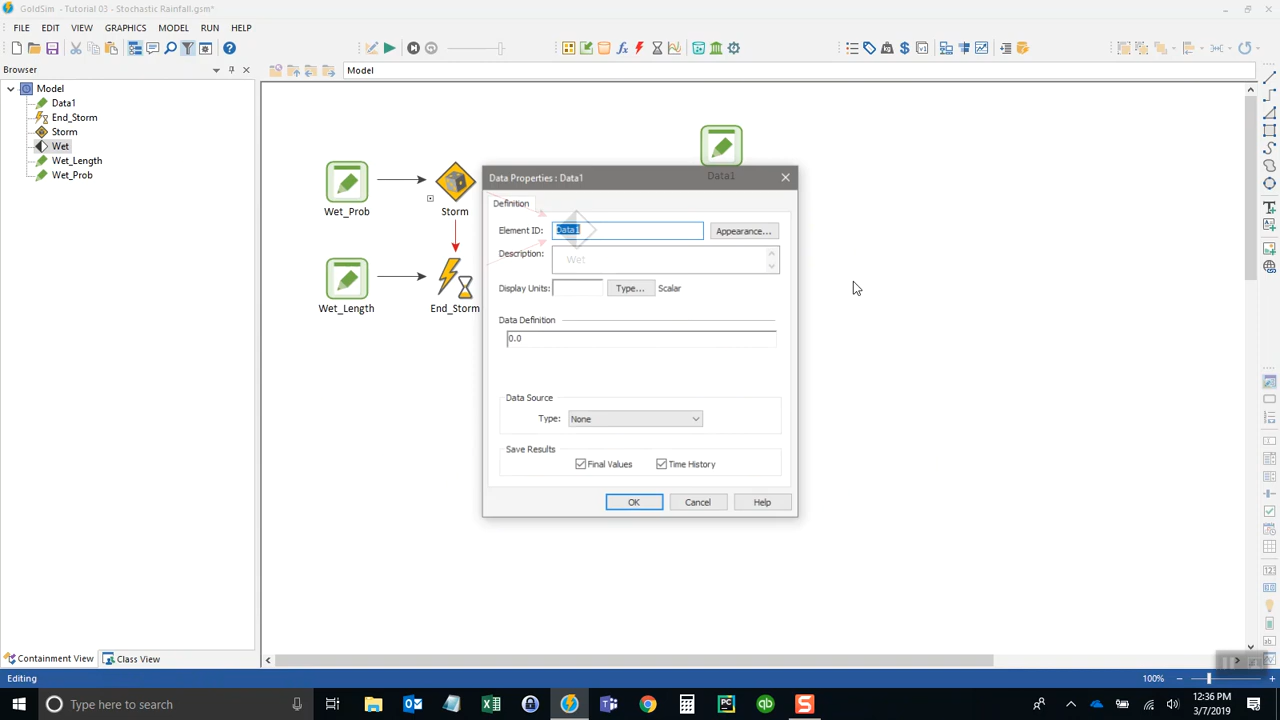 GoldSim - Tutorial 03 - Stochastic Rainfall.gsm*
FILE EDIT VIEW GRAPHICS MODEL RUN HELP
Browser
Model
Model
Data1
End_Storm
Storm
Wet
Wet_Length
Wet_Prob
Wet_Prob
Storm
Wet_Length
End_Storm
Data1
Data Properties : Data1
Definition
Element ID: Data1 Appearance...
Description: Wet
Display Units: Type... Scalar
Data Definition
0.0
Data Source
Type: None
Save Results
Final Values Time History
OK Cancel Help
Containment View Class View
Editing 100%
Type here to search
12:36 PM
3/7/2019